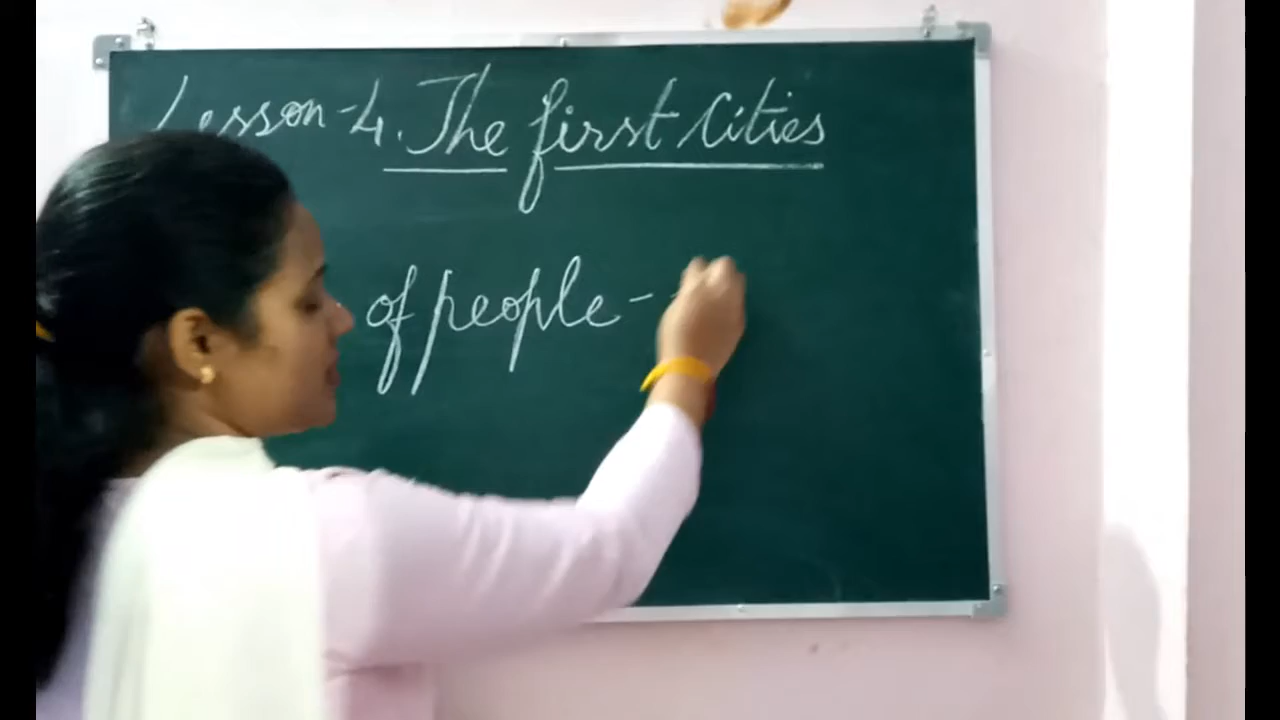 Lesson-4. The first Cities
of people -